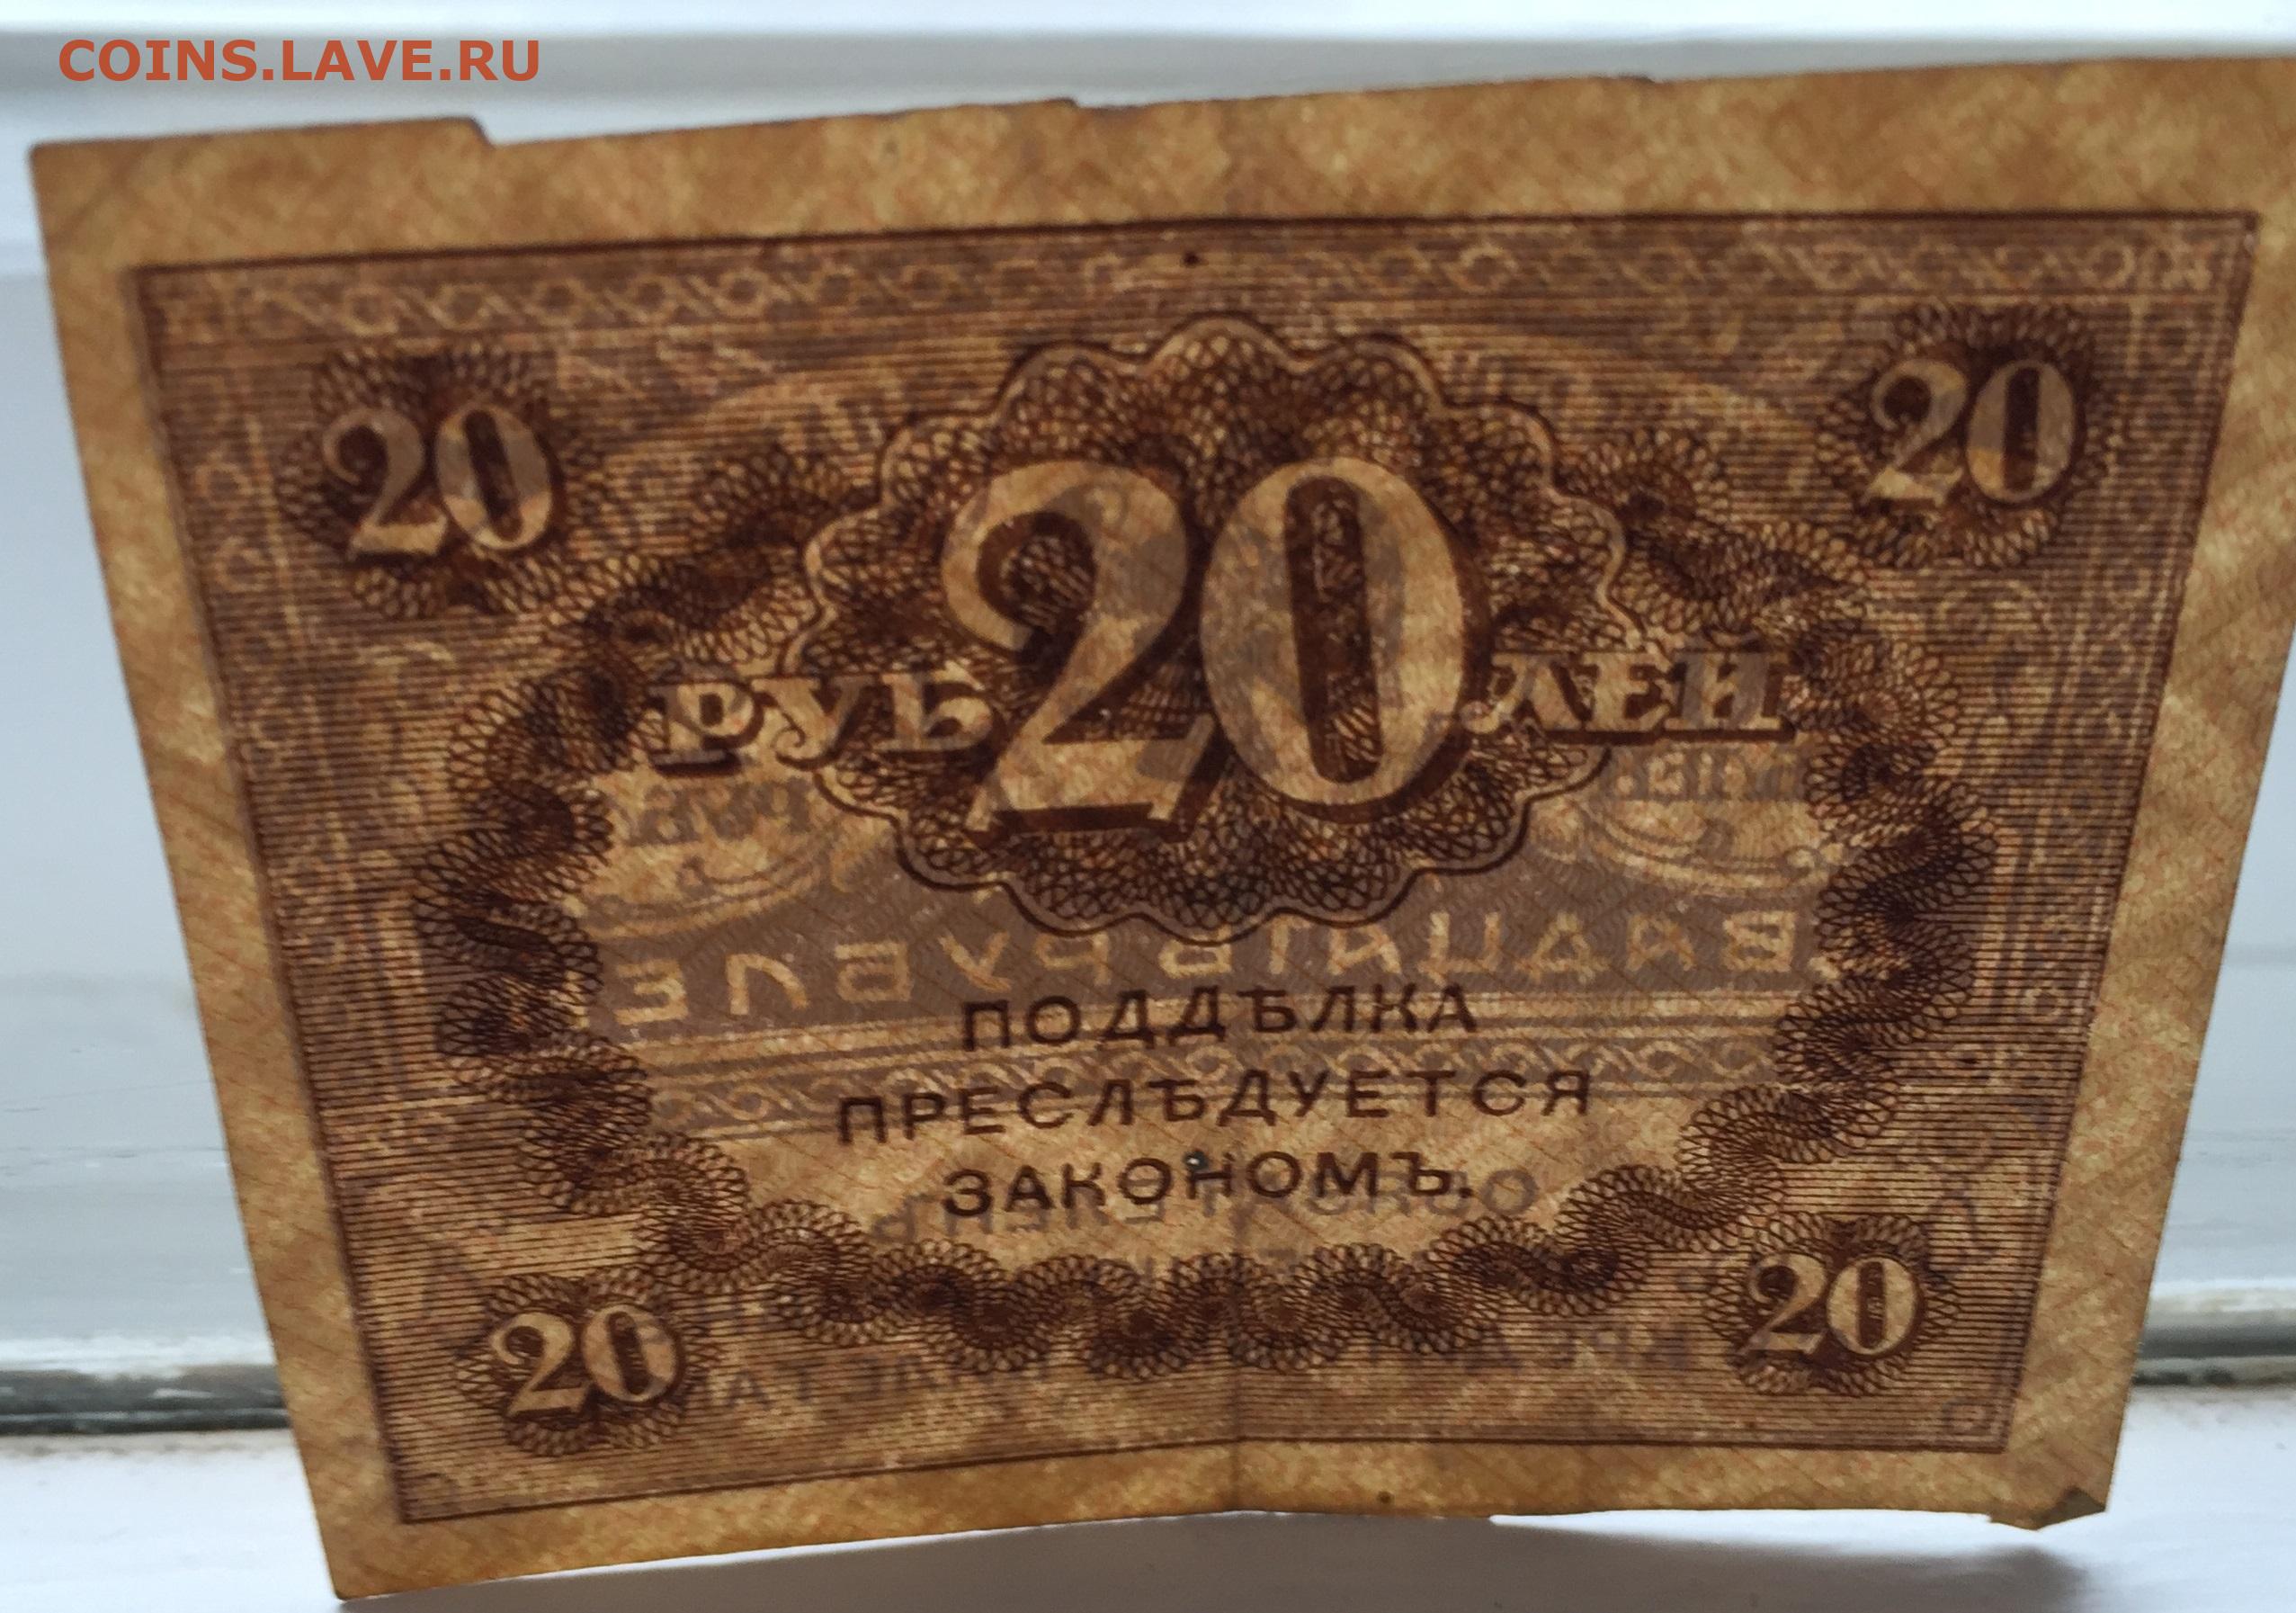 COINS.LAVE.RU
20 20
РУБ 20 ЛЕЙ
ПОДДѢЛКА
ПРЕСЛѢДУЕТСЯ
ЗАКОНОМЪ.
20 20